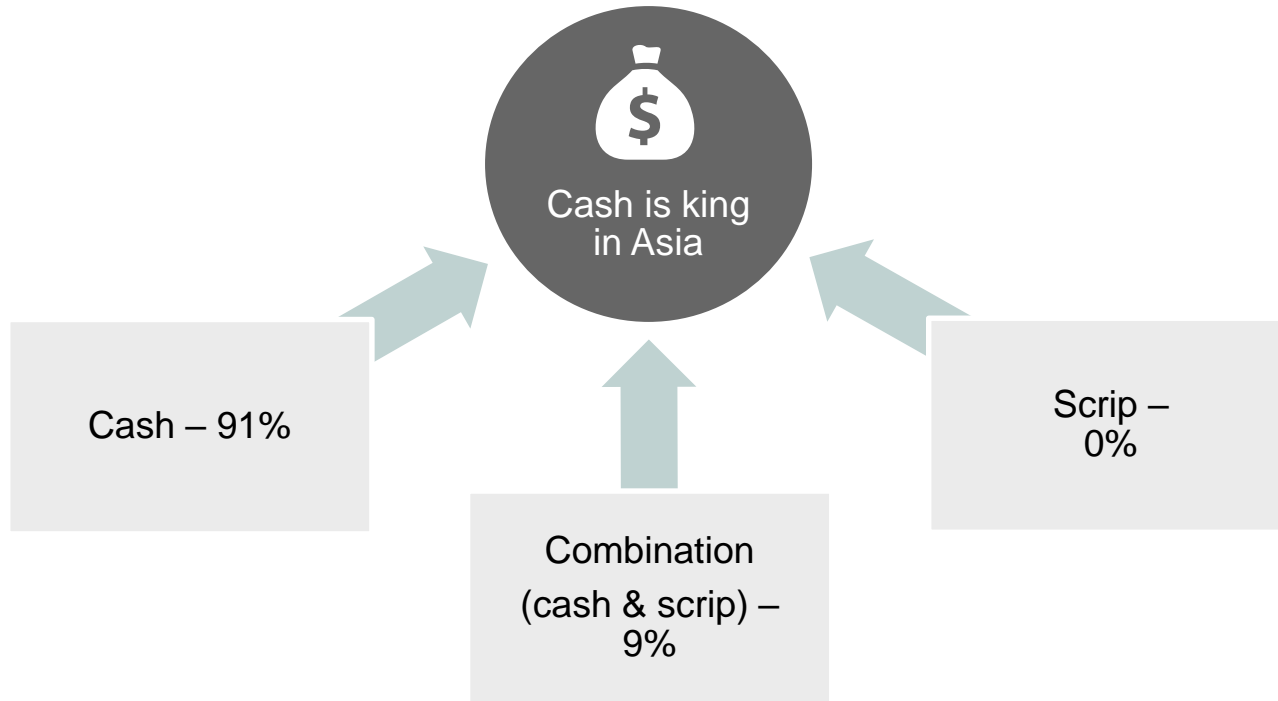 $
Cash is king
in Asia
Cash – 91%
Combination
(cash & scrip) –
9%
Scrip –
0%